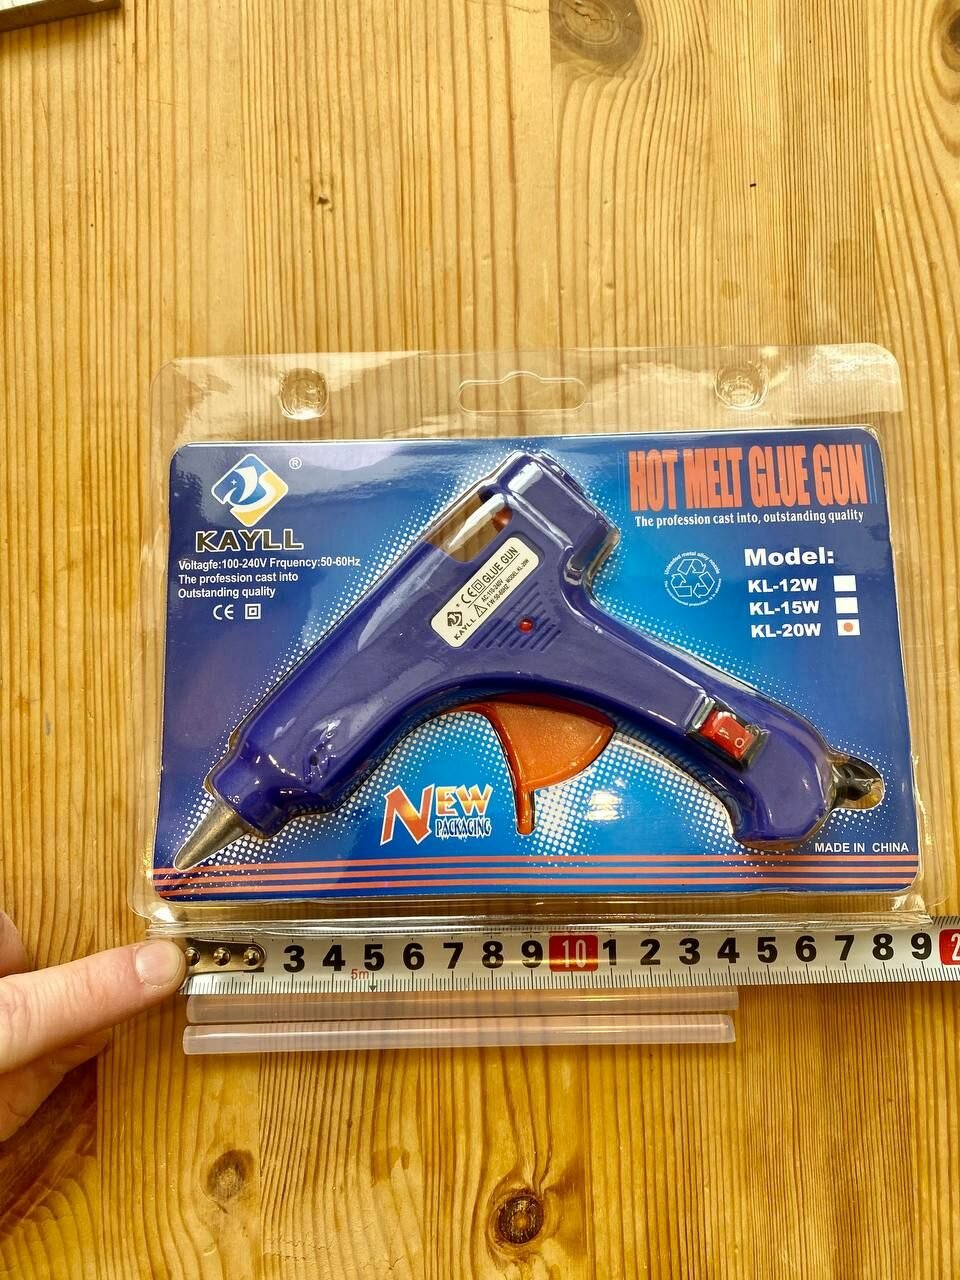 ®
KAYLL
Voltagfe:100-240V Frquency:50-60Hz
The profession cast into
Outstanding quality
CE
HOT MELT GLUE GUN
The profession cast into, outstanding quality
Model:
KL-12W
KL-15W
KL-20W
CE GLUE GUN
KAYLL
NEW
PACKAGING
MADE IN CHINA
3 4 5 6 7 8 9 10 1 2 3 4 5 6 7 8 9 2
5m